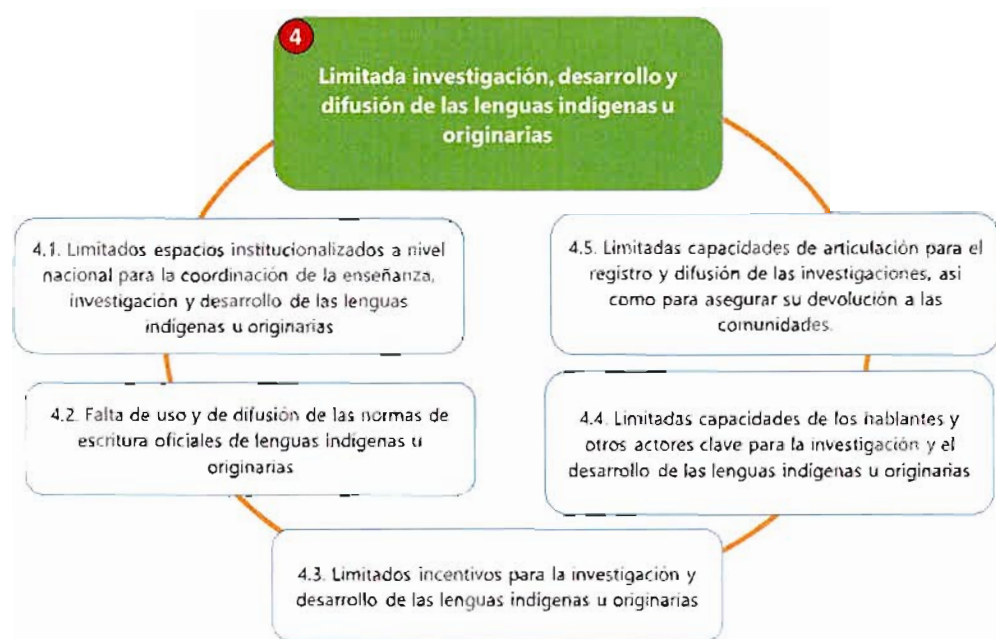 4
Limitada investigación, desarrollo y
difusión de las lenguas indígenas u
originarias
4.1. Limitados espacios institucionalizados a nivel
nacional para la coordinación de la enseñanza,
investigación y desarrollo de las lenguas
indígenas u originarias
4.2. Falta de uso y de difusión de las normas de
escritura oficiales de lenguas indígenas u
originarias
4.3. Limitados incentivos para la investigación y
desarrollo de las lenguas indígenas u originarias
4.4. Limitadas capacidades de los hablantes y
otros actores clave para la investigación y el
desarrollo de las lenguas indígenas u originarias
4.5. Limitadas capacidades de articulación para el
registro y difusión de las investigaciones, asi
como para asegurar su devolución a las
comunidades.